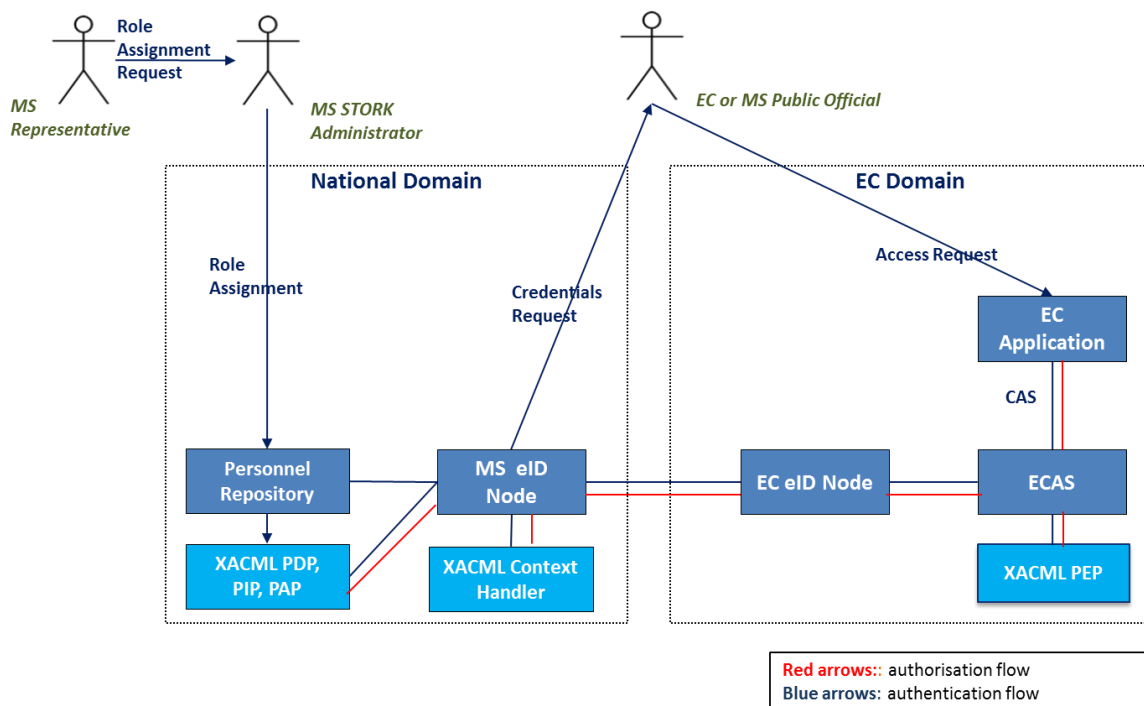 Role
Assignment
Request
MS
Representative
MS STORK
Administrator
EC or MS Public Official
National Domain
EC Domain
Role
Assignment
Credentials
Request
Access Request
EC
Application
CAS
Personnel
Repository
MS eID
Node
EC eID Node
ECAS
XACML PDP,
PIP, PAP
XACML Context
Handler
XACML PEP
Red arrows:: authorisation flow
Blue arrows: authentication flow